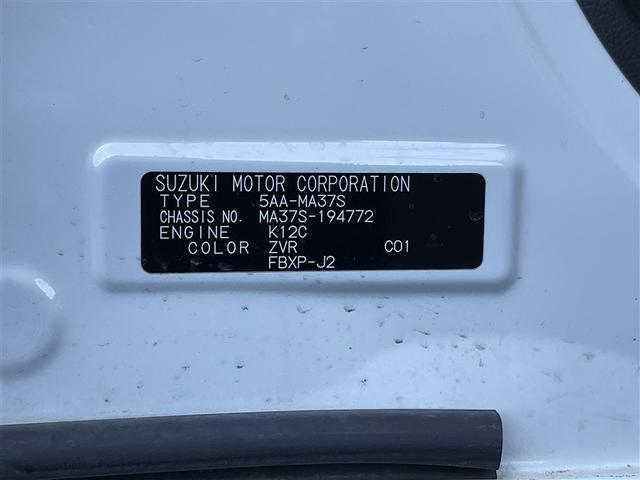 SUZUKI MOTOR CORPORATION
TYPE 5AA-MA37S
CHASSIS NO. MA37S-194772
ENGINE K12C
COLOR ZVR C01
FBXP-J2